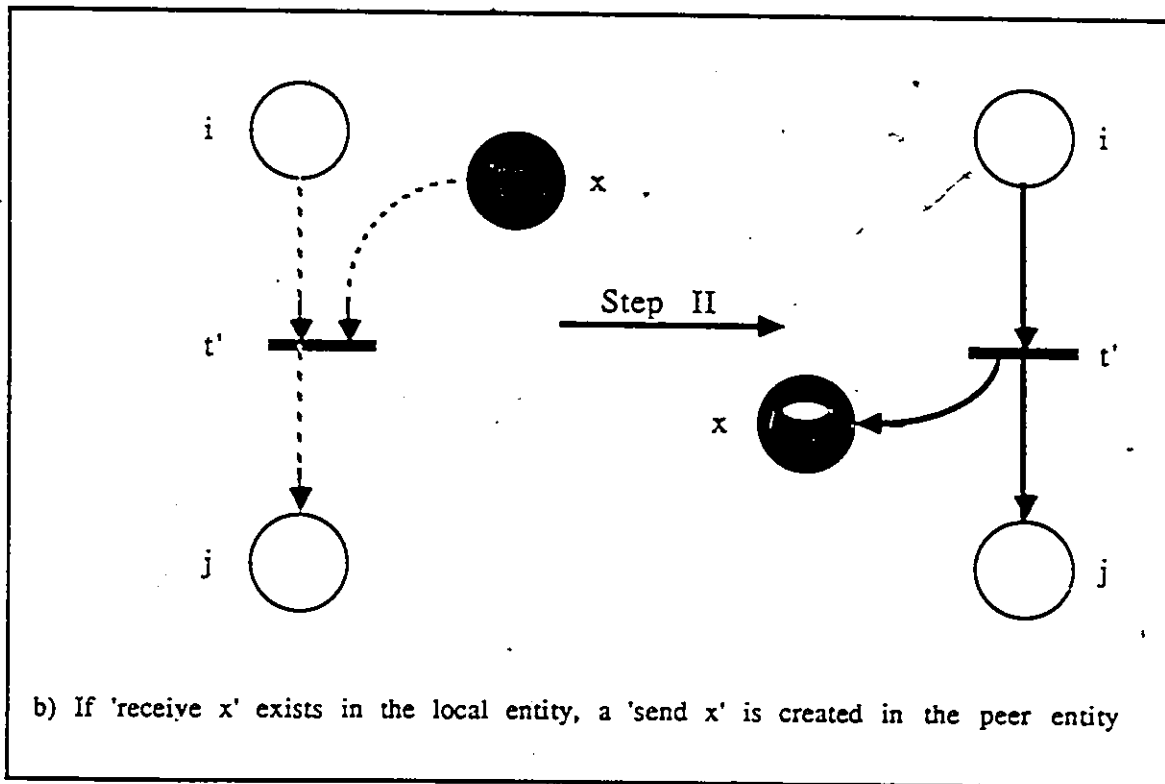 i
i
x
Step II
t'
t'
x
j
j
b) If 'receive x' exists in the local entity, a 'send x' is created in the peer entity